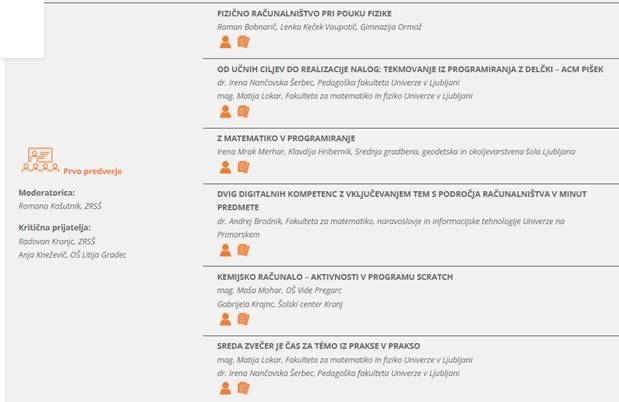 Prvo predverje
Moderatorica:
Romana Košutnik, ZRSŠ
Kritična prijatelja:
Radovan Kranjc, ZRSŠ
Anja Knežević, OŠ Litija Gradec
FIZIČNO RAČUNALNIŠTVO PRI POUKU FIZIKE
Roman Bobnarič, Lenka Keček Vaupotič, Gimnazija Ormož
OD UČNIH CILJEV DO REALIZACIJE NALOG: TEKMOVANJE IZ PROGRAMIRANJA Z DELČKI – ACM PIŠEK
dr. Irena Nančovska Šerbec, Pedagoška fakulteta Univerze v Ljubljani
mag. Matija Lokar, Fakulteta za matematiko in fiziko Univerze v Ljubljani
Z MATEMATIKO V PROGRAMIRANJE
Irena Mrak Merhar, Klavdija Hribernik, Srednja gradbena, geodetska in okoljevarstvena šola Ljubljana
DVIG DIGITALNIH KOMPETENC Z VKLJUČEVANJEM TEM S PODROČJA RAČUNALNIŠTVA V MINUT
PREDMETE
dr. Andrej Brodnik, Fakulteta za matematiko, naravoslovje in informacijske tehnologije Univerze na
Primorskem
KEMIJSKO RAČUNALO – AKTIVNOSTI V PROGRAMU SCRATCH
mag. Maša Mohar, OŠ Vide Pregarc
Gabrijela Krajnc, Šolski center Kranj
SREDA ZVEČER JE ČAS ZA TÉMO IZ PRAKSE V PRAKSO
mag. Matija Lokar, Fakulteta za matematiko in fiziko Univerze v Ljubljani
dr. Irena Nančovska Šerbec, Pedagoška fakulteta Univerze v Ljubljani